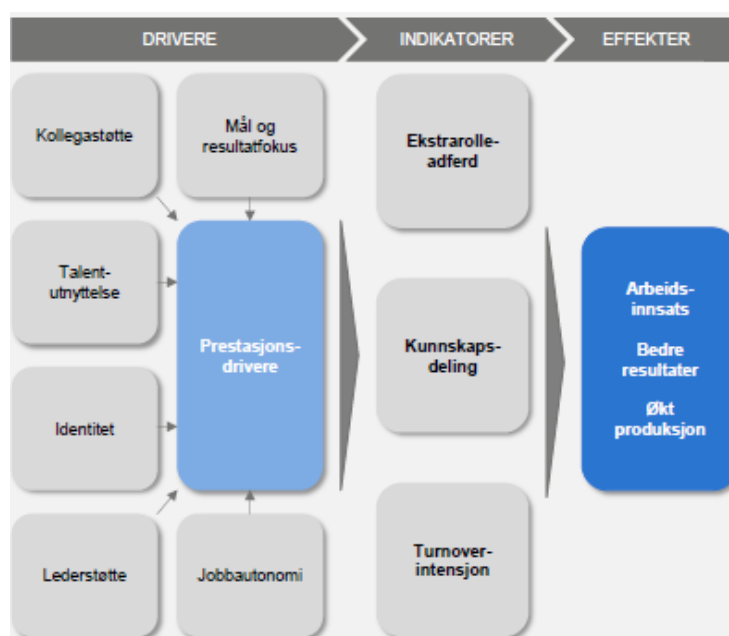 DRIVERE
INDIKATORER
EFFEKTER
Kollegastøtte
Mål og
resultatfokus
Talent-
utnyttelse
Prestasjons-
drivere
Identitet
Lederstøtte
Jobbautonomi
Ekstrarolle-
adferd
Kunnskaps-
deling
Turnover-
intensjon
Arbeids-
innsats
Bedre
resultater
Økt
produksjon